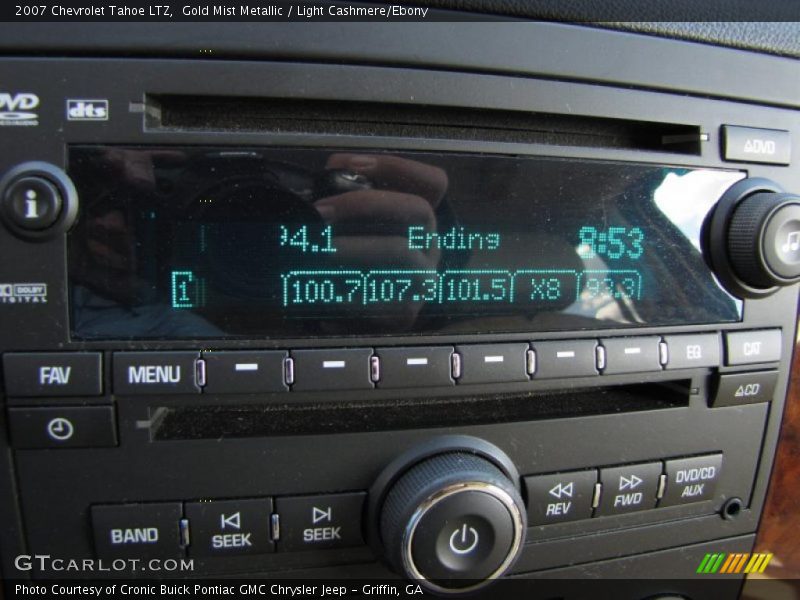 2007 Chevrolet Tahoe LTZ,  Gold Mist Metallic / Light Cashmere/Ebony
DVD
dts
△DVD
i
94.1 Ending 8:53
1 100.7 107.3 101.5 X8 93.3
DOLBY
DIGITAL
FAV MENU EQ CAT
△CD
BAND SEEK SEEK REV FWD DVD/CD AUX
GTCARLOT.COM
Photo Courtesy of Cronic Buick Pontiac GMC Chrysler Jeep - Griffin, GA